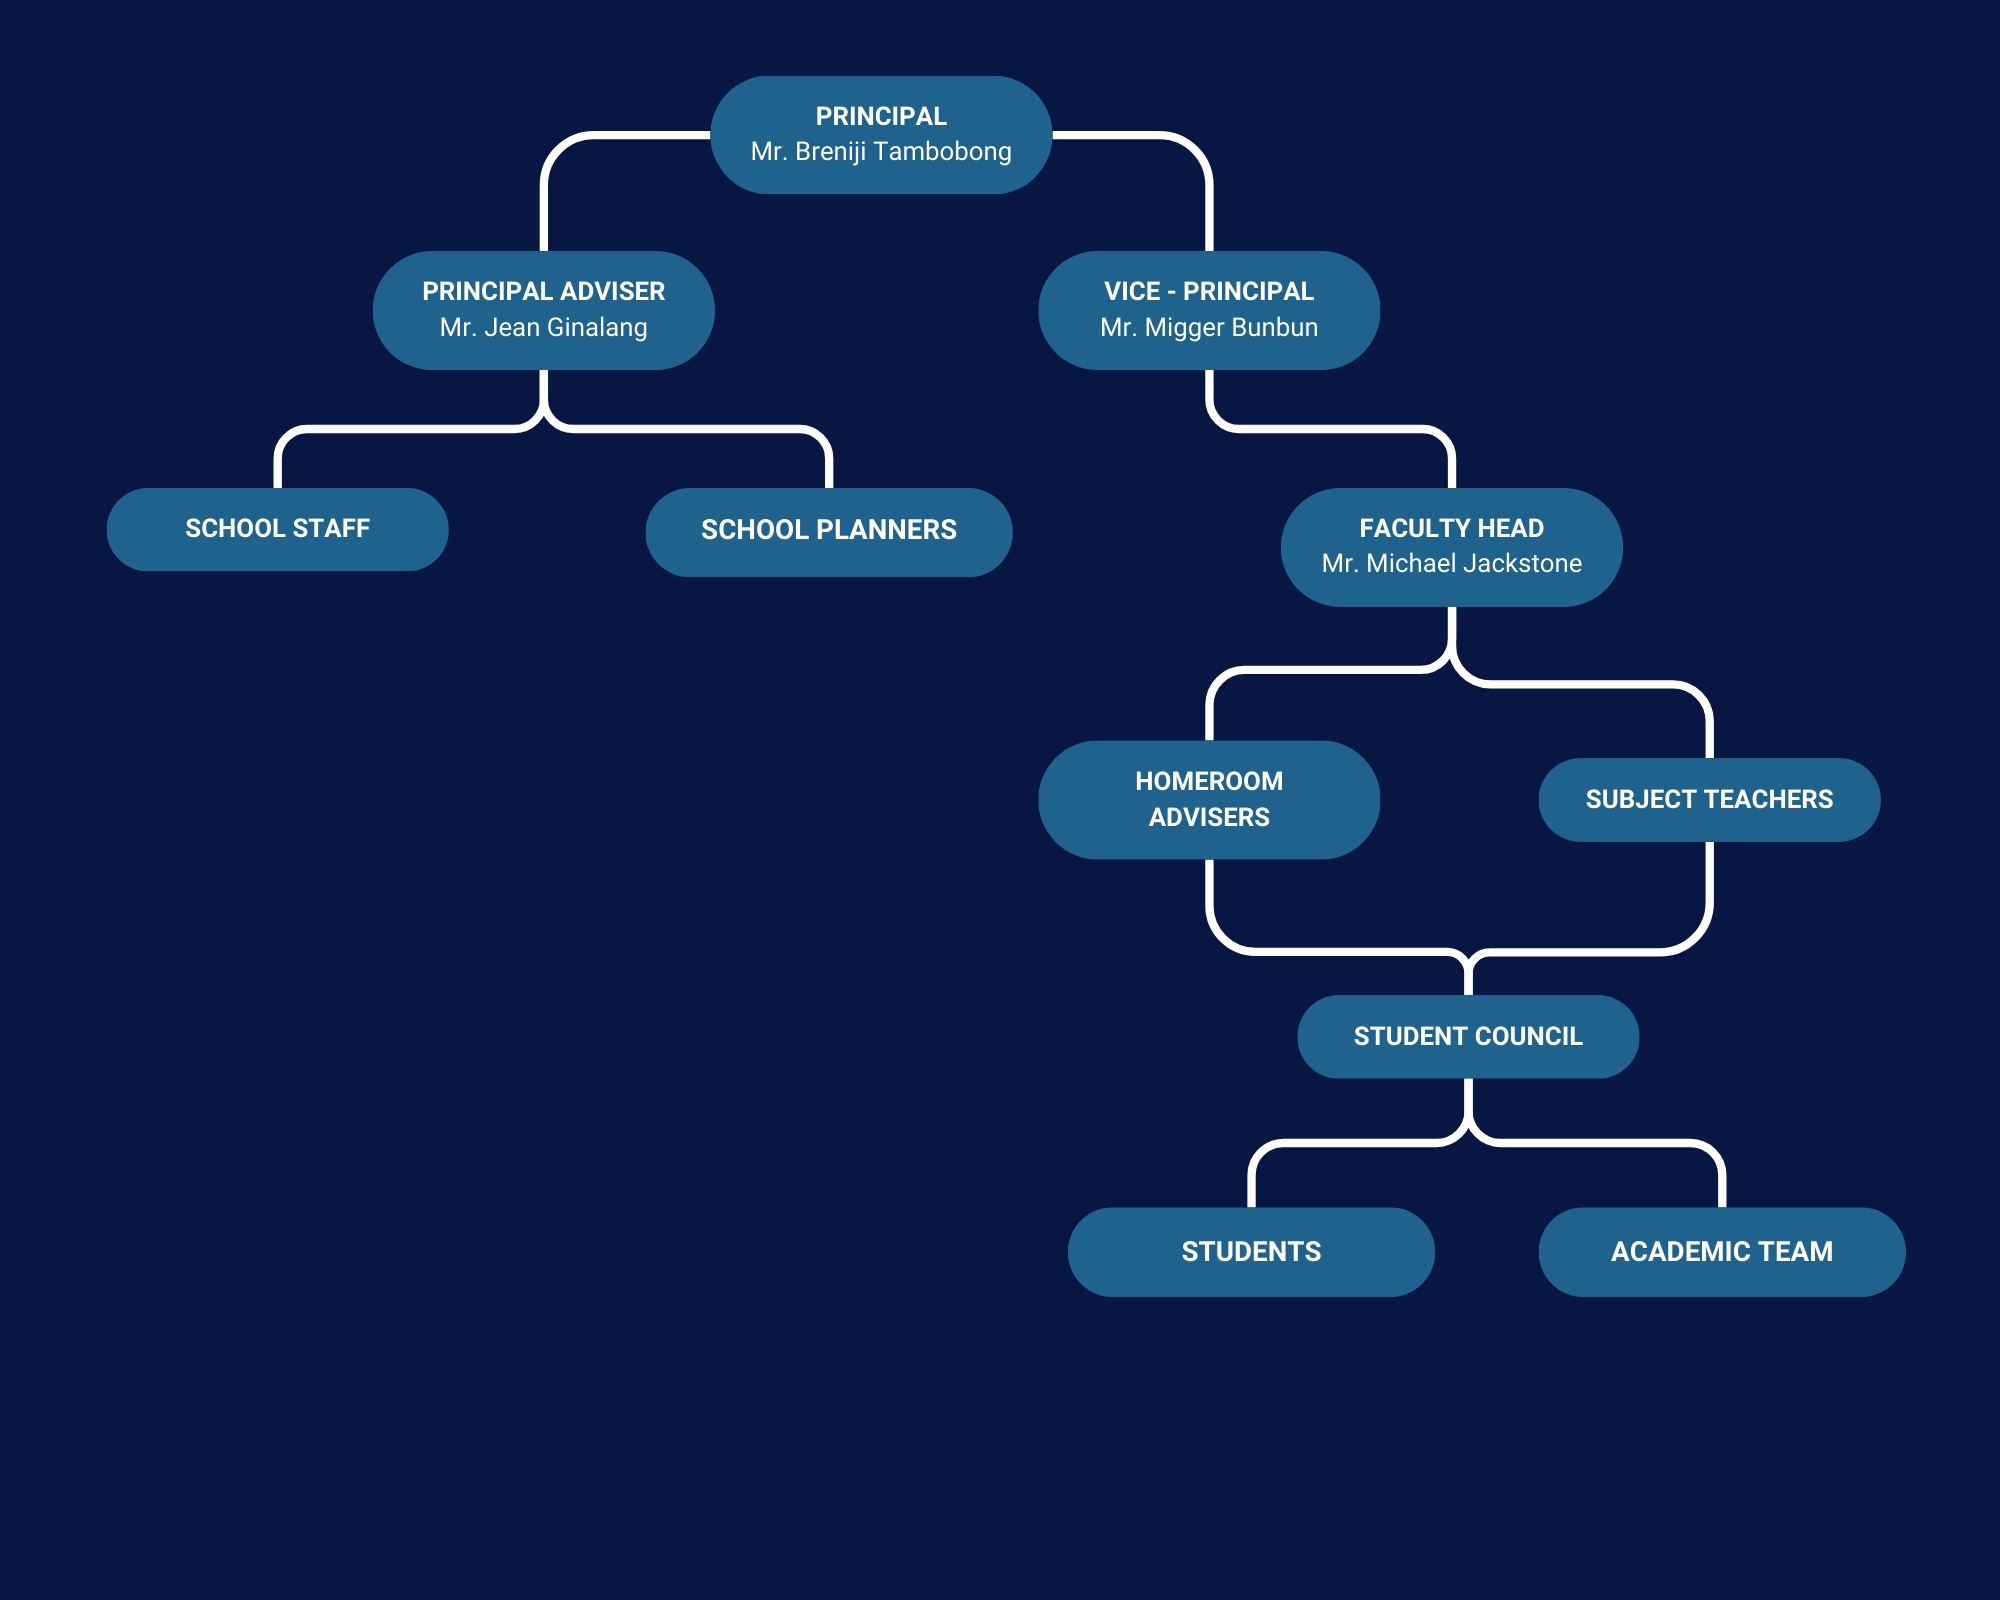 PRINCIPAL
Mr. Breniji Tambobong
PRINCIPAL ADVISER
Mr. Jean Ginalang
VICE - PRINCIPAL
Mr. Migger Bunbun
SCHOOL STAFF
SCHOOL PLANNERS
FACULTY HEAD
Mr. Michael Jackstone
HOMEROOM
ADVISERS
SUBJECT TEACHERS
STUDENT COUNCIL
STUDENTS
ACADEMIC TEAM